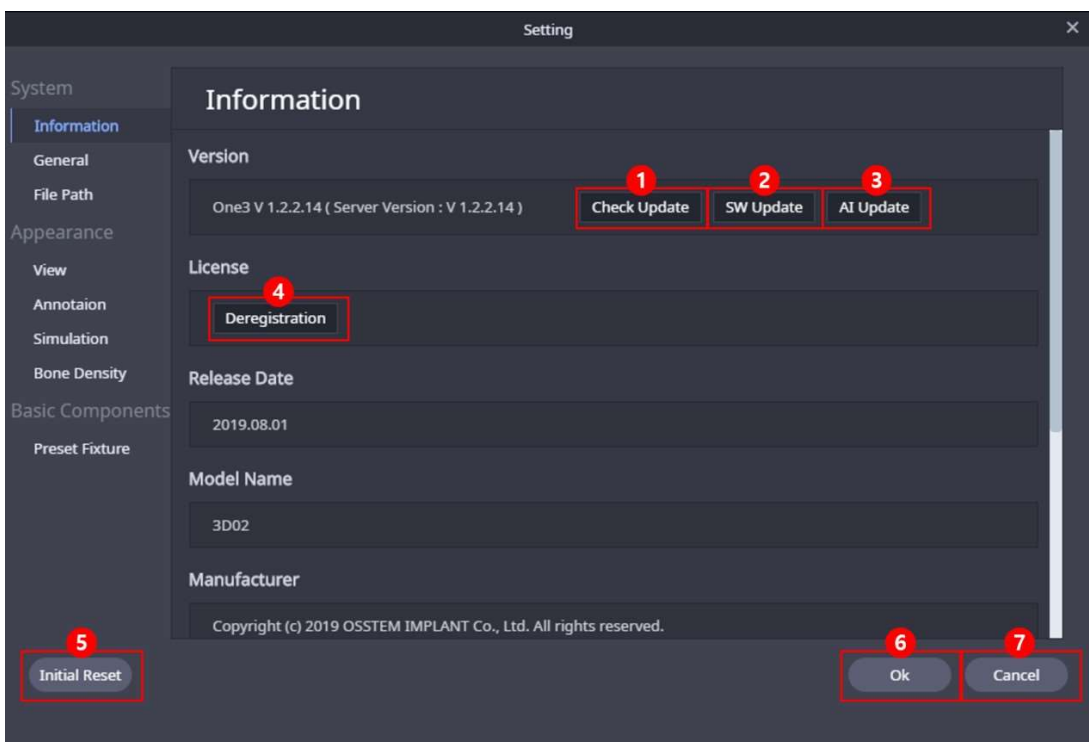 Setting
System
Information
General
File Path
Appearance
View
Annotaion
Simulation
Bone Density
Basic Components
Preset Fixture
Information
Version
1
2
3
One3 V 1.2.2.14 ( Server Version : V 1.2.2.14 )
Check Update
SW Update
AI Update
License
4
Deregistration
Release Date
2019.08.01
Model Name
3D02
Manufacturer
Copyright (c) 2019 OSSTEM IMPLANT Co., Ltd. All rights reserved.
5
Initial Reset
6
Ok
7
Cancel